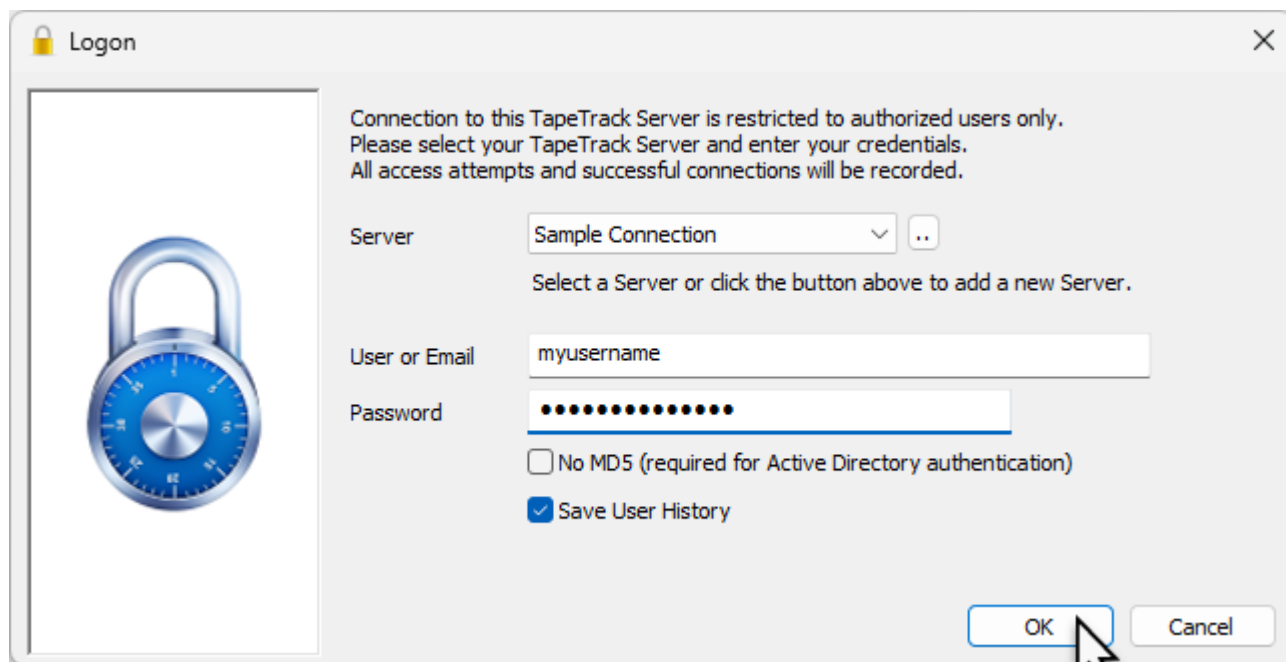 Logon
Connection to this TapeTrack Server is restricted to authorized users only.
Please select your TapeTrack Server and enter your credentials.
All access attempts and successful connections will be recorded.
Server
Sample Connection
..
Select a Server or click the button above to add a new Server.
User or Email
myusername
Password
●●●●●●●●●●●●●●
No MD5 (required for Active Directory authentication)
Save User History
OK
Cancel